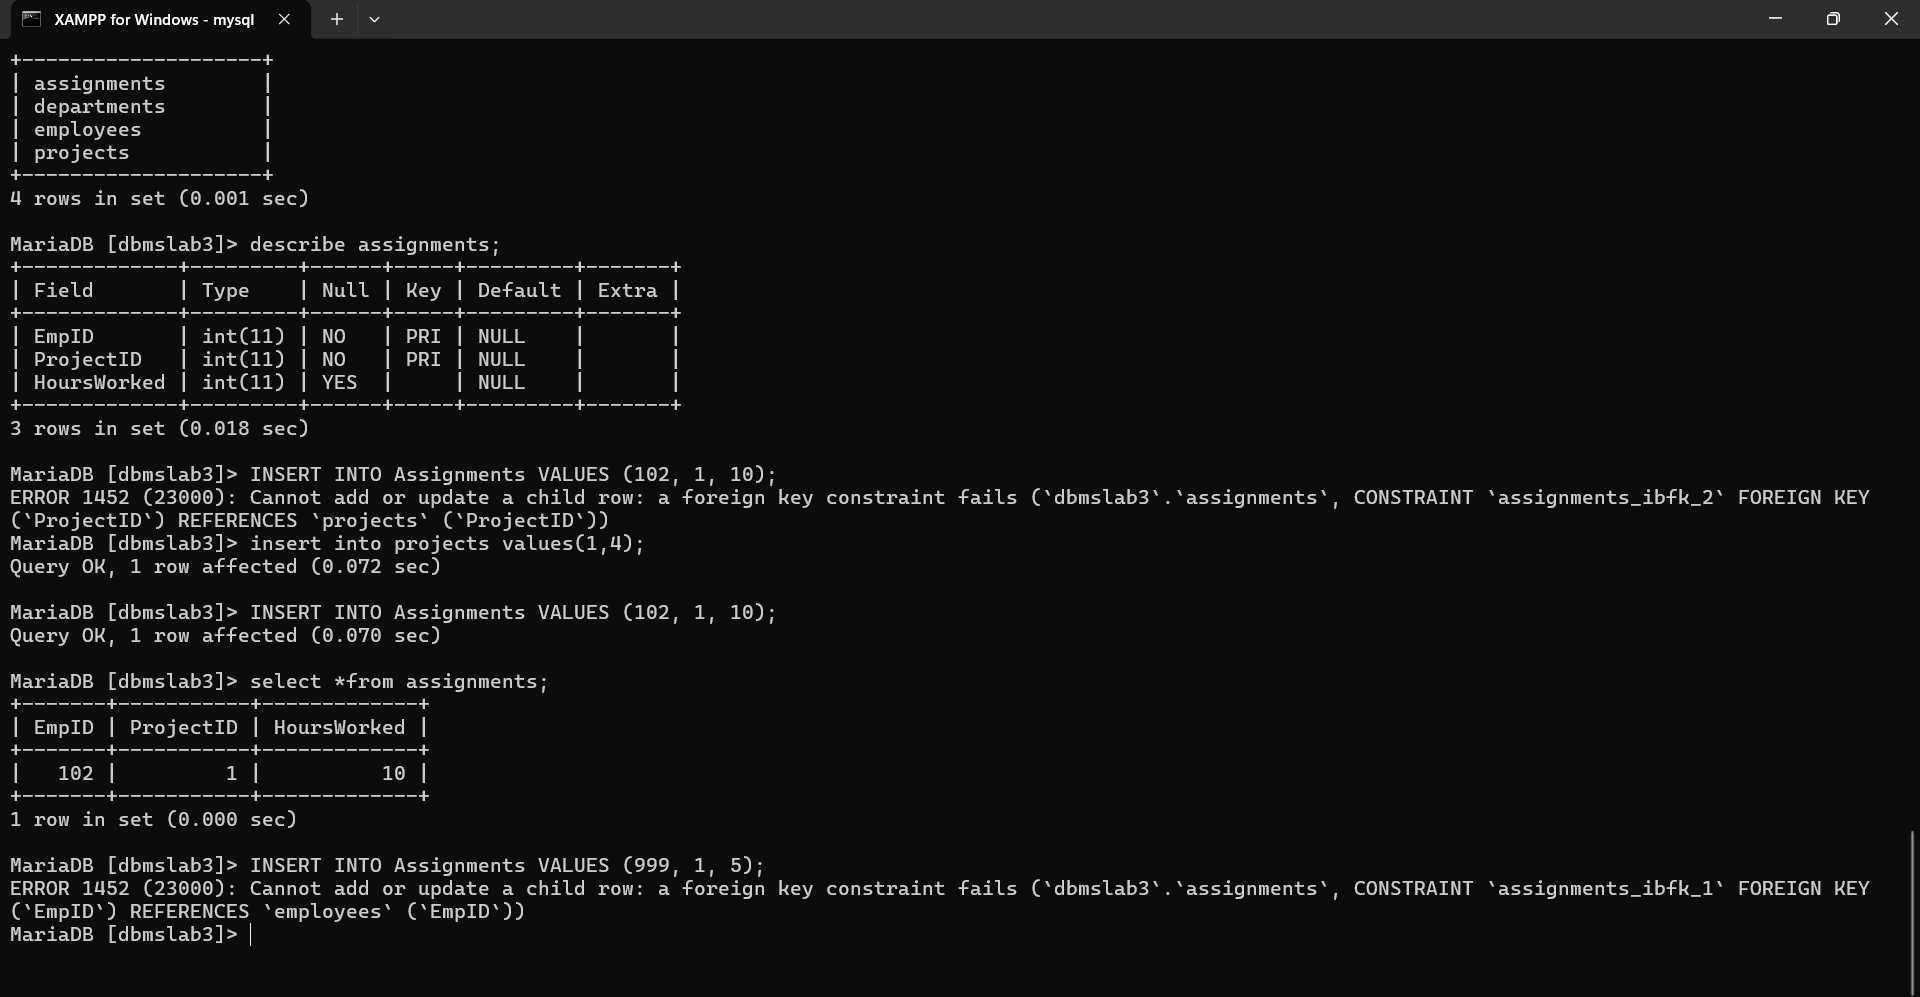 XAMPP for Windows - mysql
+--------------------+
| assignments        |
| departments        |
| employees          |
| projects           |
+--------------------+
4 rows in set (0.001 sec)
MariaDB [dbmslab3]> describe assignments;
+-------------+---------+------+-----+---------+-------+
| Field       | Type    | Null | Key | Default | Extra |
+-------------+---------+------+-----+---------+-------+
| EmpID       | int(11) | NO   | PRI | NULL    |       |
| ProjectID   | int(11) | NO   | PRI | NULL    |       |
| HoursWorked | int(11) | YES  |     | NULL    |       |
+-------------+---------+------+-----+---------+-------+
3 rows in set (0.018 sec)
MariaDB [dbmslab3]> INSERT INTO Assignments VALUES (102, 1, 10);
ERROR 1452 (23000): Cannot add or update a child row: a foreign key constraint fails (`dbmslab3`.`assignments`, CONSTRAINT `assignments_ibfk_2` FOREIGN KEY
(`ProjectID`) REFERENCES `projects` (`ProjectID`))
MariaDB [dbmslab3]> insert into projects values(1,4);
Query OK, 1 row affected (0.072 sec)
MariaDB [dbmslab3]> INSERT INTO Assignments VALUES (102, 1, 10);
Query OK, 1 row affected (0.070 sec)
MariaDB [dbmslab3]> select *from assignments;
+-------+-----------+-------------+
| EmpID | ProjectID | HoursWorked |
+-------+-----------+-------------+
|   102 |         1 |          10 |
+-------+-----------+-------------+
1 row in set (0.000 sec)
MariaDB [dbmslab3]> INSERT INTO Assignments VALUES (999, 1, 5);
ERROR 1452 (23000): Cannot add or update a child row: a foreign key constraint fails (`dbmslab3`.`assignments`, CONSTRAINT `assignments_ibfk_1` FOREIGN KEY
(`EmpID`) REFERENCES `employees` (`EmpID`))
MariaDB [dbmslab3]>